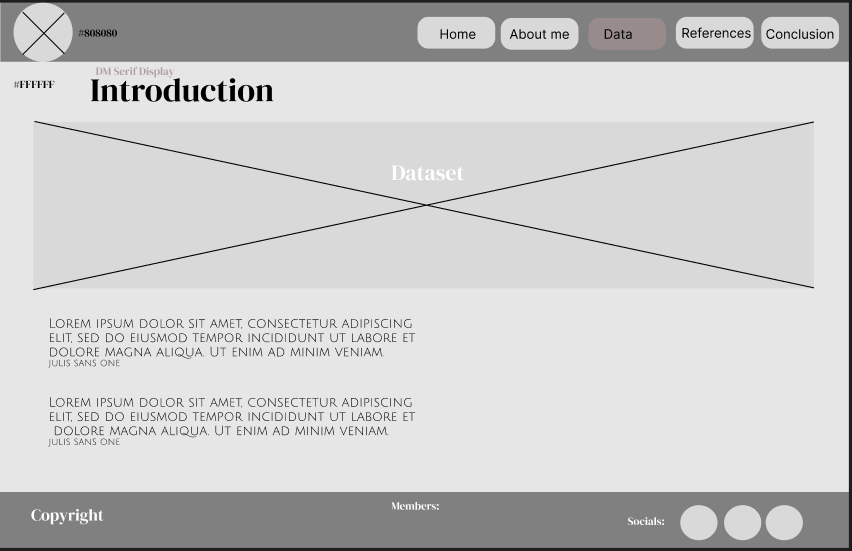 #808080
Home
About me
Data
References
Conclusion
#FFFFFF
DM Serif Display
Introduction
Dataset
Lorem ipsum dolor sit amet, consectetur adipiscing
elit, sed do eiusmod tempor incididunt ut labore et
dolore magna aliqua. Ut enim ad minim veniam.
Julis Sans One
Lorem ipsum dolor sit amet, consectetur adipiscing
elit, sed do eiusmod tempor incididunt ut labore et
dolore magna aliqua. Ut enim ad minim veniam.
Julis Sans One
Copyright
Members:
Socials: